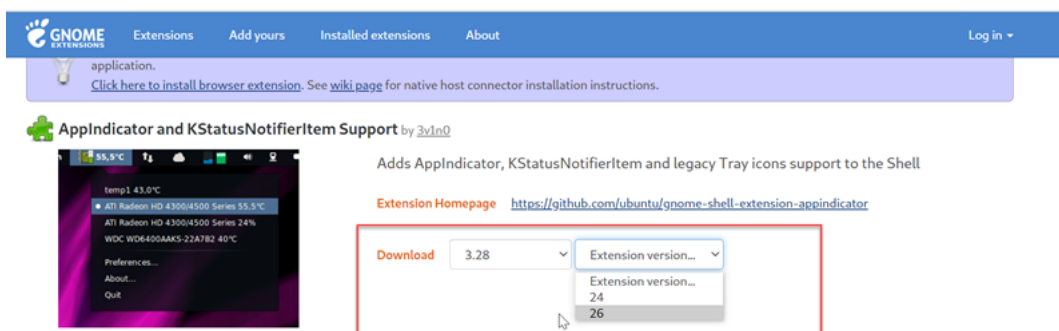 GNOME EXTENSIONS Extensions Add yours Installed extensions About Log in
application.
Click here to install browser extension. See wiki page for native host connector installation instructions.
AppIndicator and KStatusNotifierItem Support by 3v1n0
55,5°C
temp1 43,0°C
ATI Radeon HD 4300/4500 Series 55,5°C
ATI Radeon HD 4300/4500 Series 24%
WDC WD6400AAKS-22A7B2 40°C
Preferences...
About...
Quit
Adds AppIndicator, KStatusNotifierItem and legacy Tray icons support to the Shell
Extension Homepage https://github.com/ubuntu/gnome-shell-extension-appindicator
Download 3.28 Extension version...
Extension version...
24
26